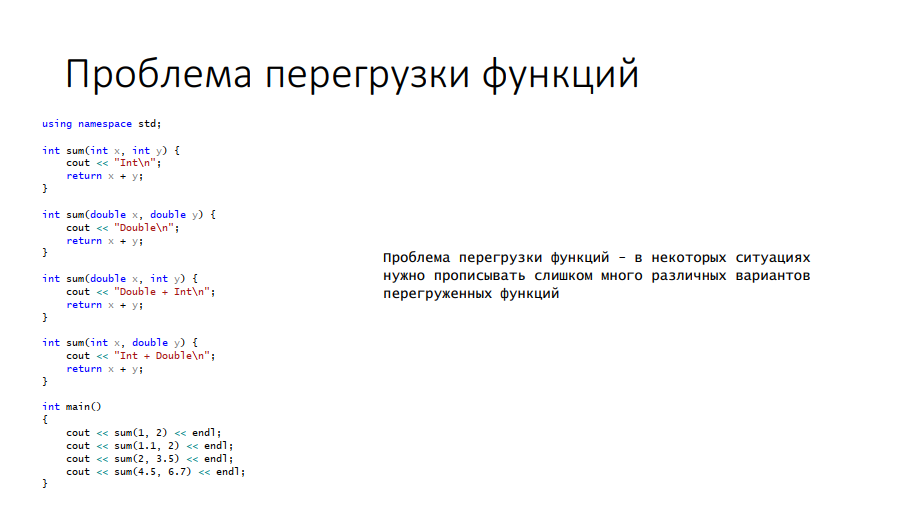 Проблема перегрузки функций
using namespace std;
int sum(int x, int y) {
cout << "Int\n";
return x + y;
}
int sum(double x, double y) {
cout << "Double\n";
return x + y;
}
int sum(double x, int y) {
cout << "Double + Int\n";
return x + y;
}
int sum(int x, double y) {
cout << "Int + Double\n";
return x + y;
}
int main()
{
cout << sum(1, 2) << endl;
cout << sum(1.1, 2) << endl;
cout << sum(2, 3.5) << endl;
cout << sum(4.5, 6.7) << endl;
}
Проблема перегрузки функций – в некоторых ситуациях
нужно прописывать слишком много различных вариантов
перегруженных функций